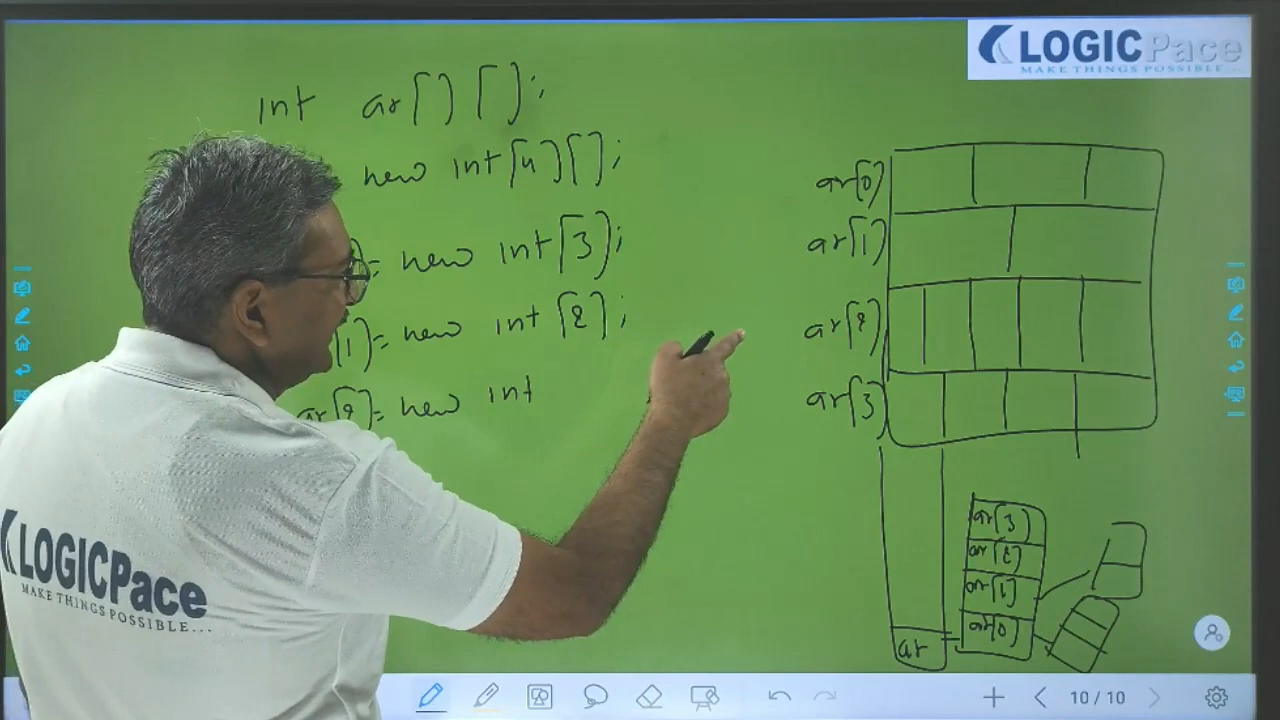 LOGICPace
MAKE THINGS POSSIBLE...
int ar[][];
new int[4][];
= new int[3];
[1]= new int[2];
ar[2]= new int
ar[0]
ar[1]
ar[2]
ar[3]
ar[3]
ar[2]
ar[1]
ar[0]
ar
LOGICPace
MAKE THINGS POSSIBLE...
10/10